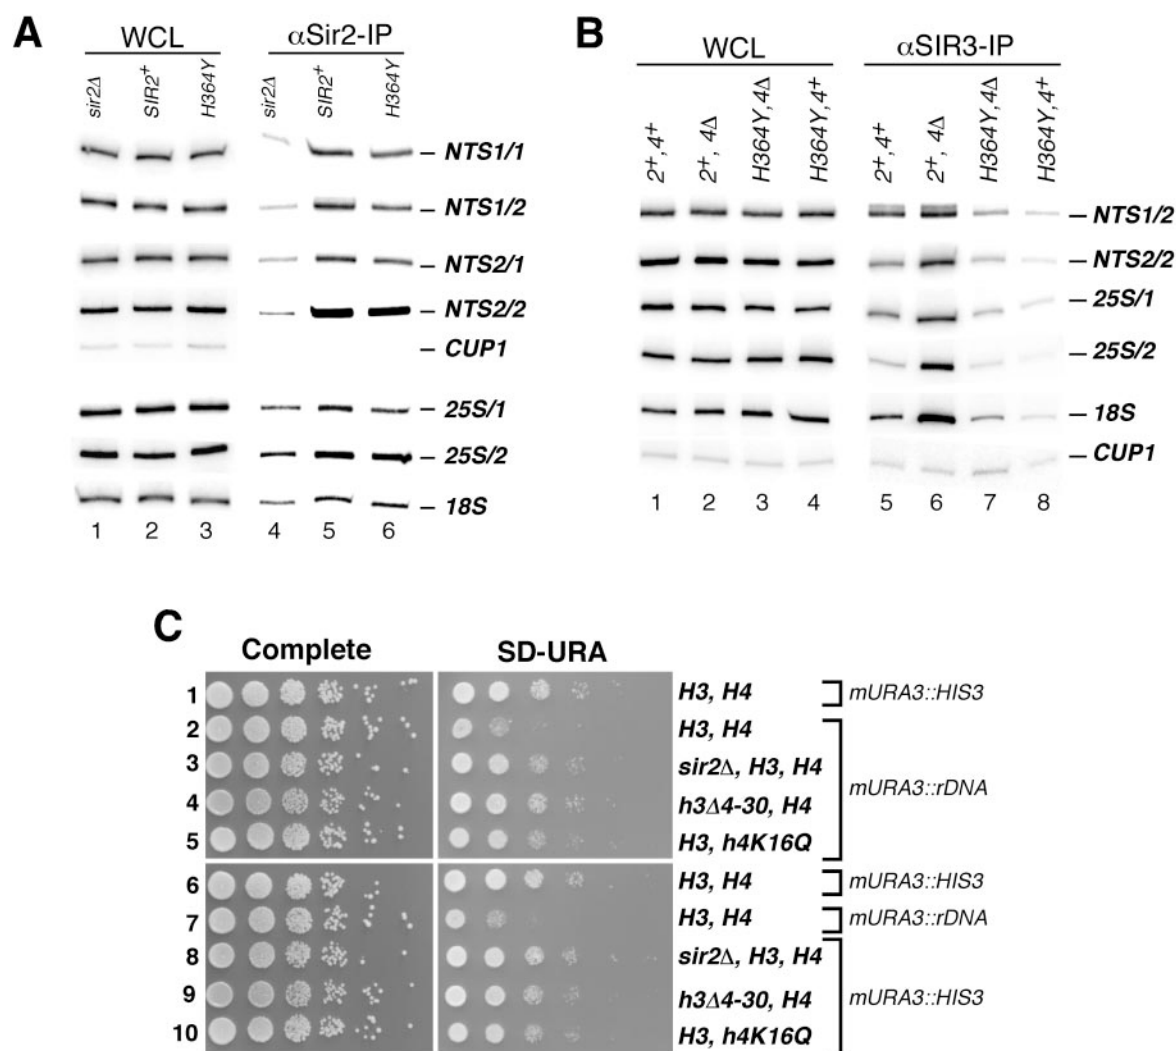 A
WCL
αSir2-IP
sir2Δ
SIR2+
H364Y
sir2Δ
SIR2+
H364Y
NTS1/1
NTS1/2
NTS2/1
NTS2/2
CUP1
25S/1
25S/2
18S
1 2 3 4 5 6
B
WCL
αSIR3-IP
2+,4+
2+, 4Δ
H364Y,4Δ
H364Y,4+
2+,4+
2+, 4Δ
H364Y,4Δ
H364Y,4+
NTS1/2
NTS2/2
25S/1
25S/2
18S
CUP1
1 2 3 4 5 6 7 8
C
Complete
SD-URA
1 H3, H4 mURA3::HIS3
2 H3, H4
3 sir2Δ, H3, H4
mURA3::rDNA
4 h3Δ4-30, H4
5 H3, h4K16Q
6 H3, H4 mURA3::HIS3
7 H3, H4 mURA3::rDNA
8 sir2Δ, H3, H4
9 h3Δ4-30, H4 mURA3::HIS3
10 H3, h4K16Q